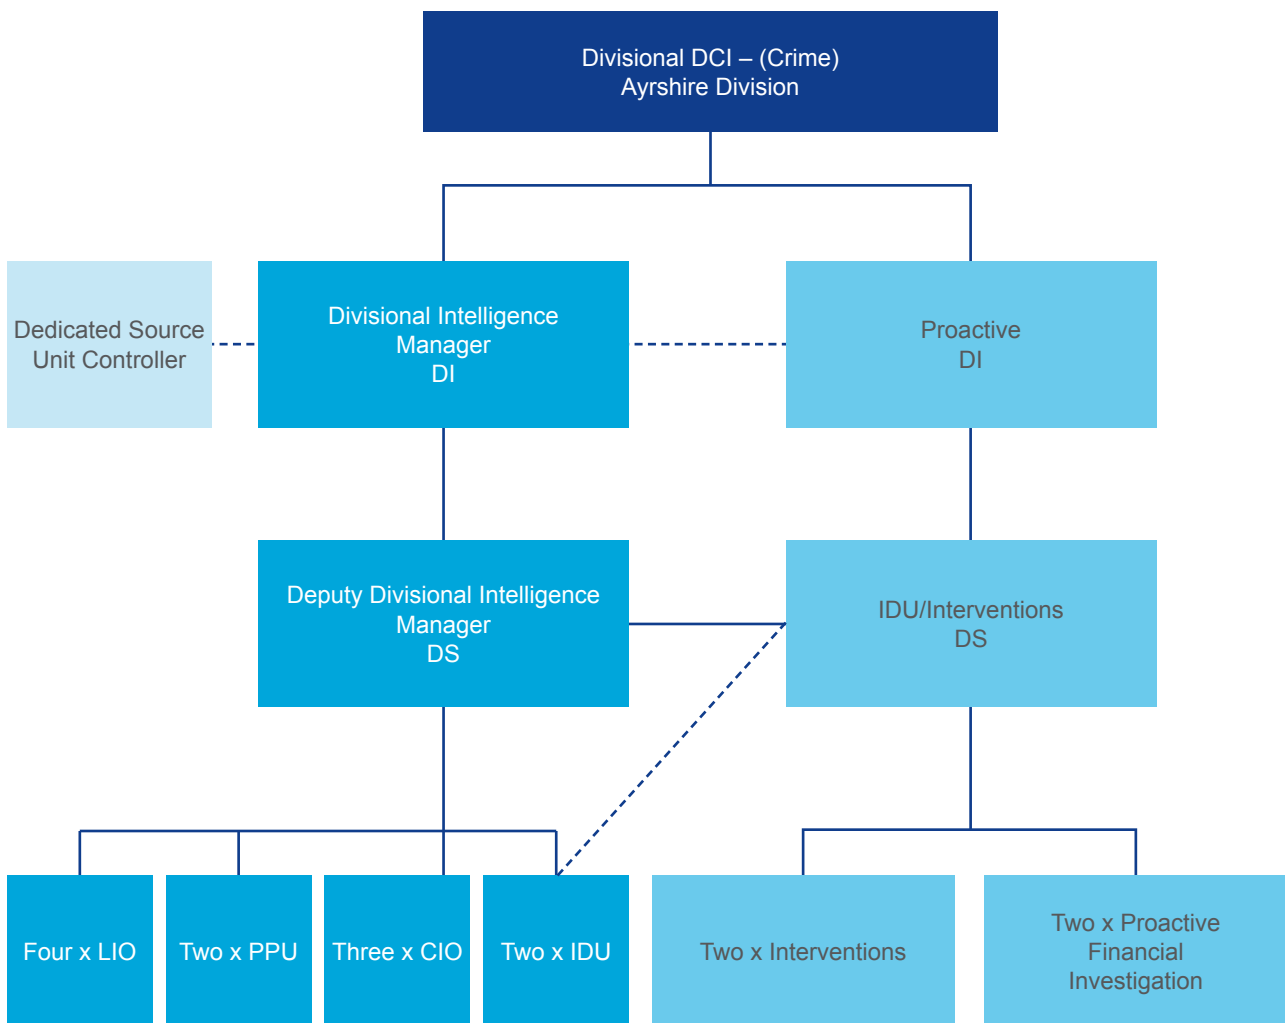 Divisional DCI – (Crime)
Ayrshire Division
Dedicated Source
Unit Controller
Divisional Intelligence
Manager
DI
Proactive
DI
Deputy Divisional Intelligence
Manager
DS
IDU/Interventions
DS
Four x LIO
Two x PPU
Three x CIO
Two x IDU
Two x Interventions
Two x Proactive
Financial
Investigation